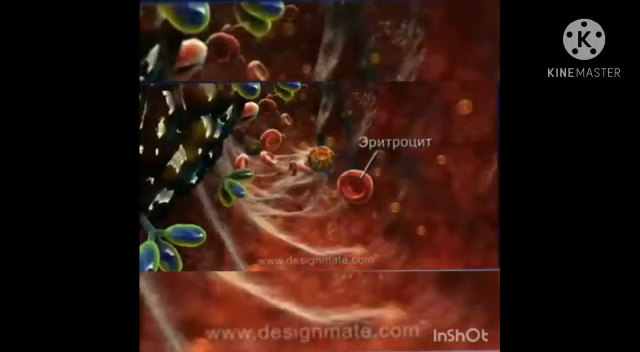 KINEMASTER
Эритроцит
www.designmate.com
www.designmate.com
InShOt